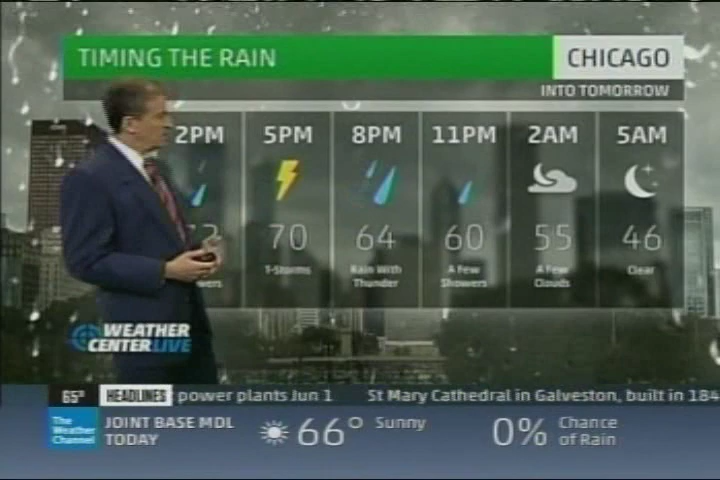 TIMING THE RAIN
CHICAGO
INTO TOMORROW
2PM 5PM 8PM 11PM 2AM 5AM
70 64 60 55 46
T-Storms
Rain With
Thunder
A Few
Showers
A Few
Clouds
Clear
WEATHER
CENTER LIVE
65° HEADLINES power plants Jun 1 St Mary Cathedral in Galveston, built in 184
The
Weather
Channel
JOINT BASE MDL
TODAY
66° Sunny
0% Chance
of Rain